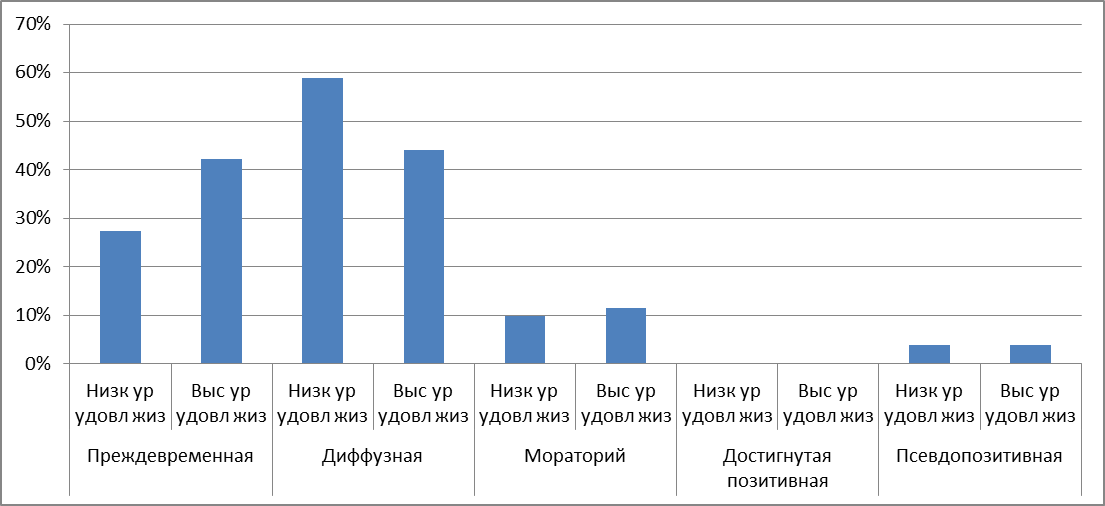 70%
60%
50%
40%
30%
20%
10%
0%
Низк ур удовл жиз
Выс ур удовл жиз
Низк ур удовл жиз
Выс ур удовл жиз
Низк ур удовл жиз
Выс ур удовл жиз
Низк ур удовл жиз
Выс ур удовл жиз
Низк ур удовл жиз
Выс ур удовл жиз
Преждевременная
Диффузная
Мораторий
Достигнутая
позитивная
Псевдопозитивная